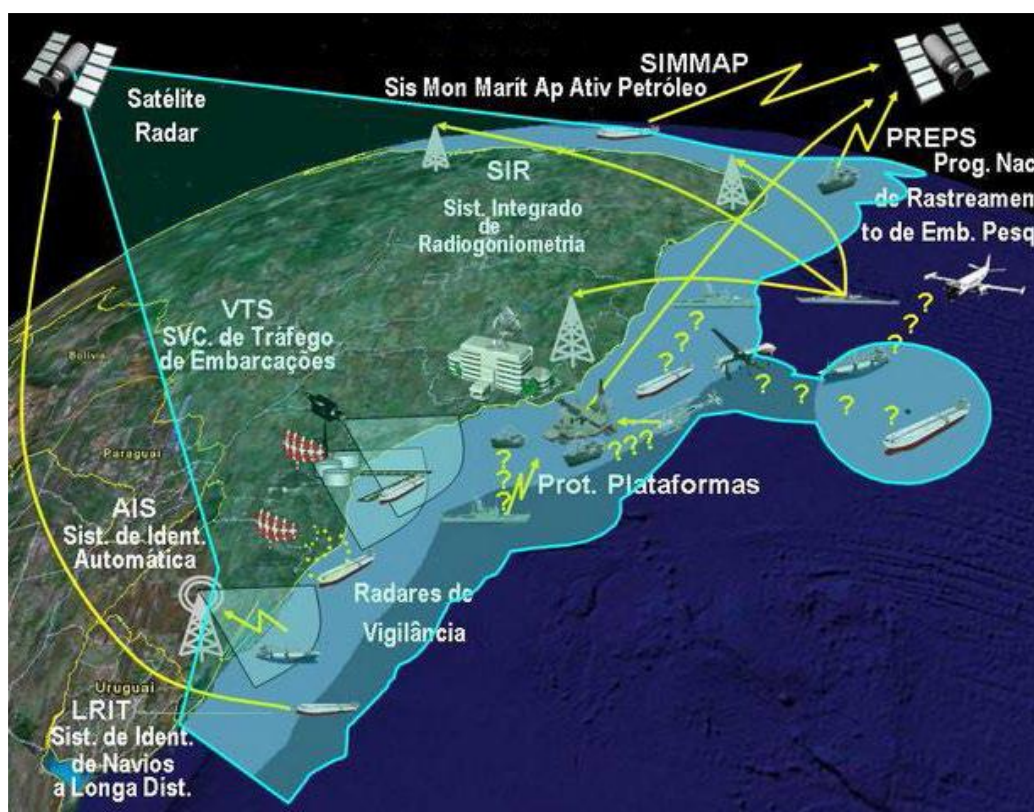 SIMMAP
Sis Mon Marít Ap Ativ Petróleo
Satélite
Radar
PREPS
Prog. Nac
de Rastreamen
to de Emb. Pesq
SIR
Sist. Integrado
de
Radiogoniometria
VTS
SVC. de Tráfego
de Embarcações
Bolívia
Paraguai
AIS
Sist. de Ident.
Automática
? ? ?
? ? ? ?
? ? ? ?
? ? ?
? ? ?
Prot. Plataformas
Radares de
Vigilância
Uruguai
LRIT
Sist. de Ident.
de Navios
a Longa Dist.